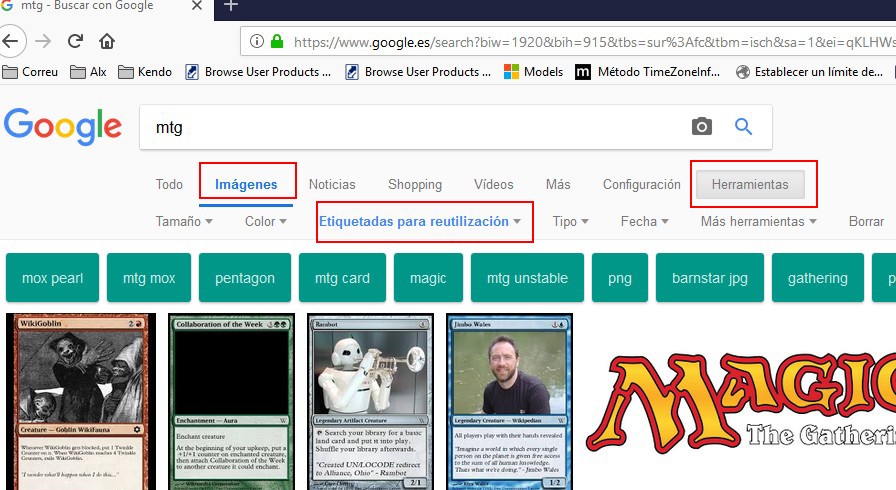 mtg - Buscar con Google
https://www.google.es/search?biw=1920&bih=915&tbs=sur%3Afc&tbm=isch&sa=1&ei=qKLHWs
Correu Alx Kendo Browse User Products ... Browse User Products ... Models m Método TimeZoneInf... Establecer un límite de...
Google
mtg
Todo Imágenes Noticias Shopping Vídeos Más Configuración Herramientas
Tamaño Color Etiquetadas para reutilización Tipo Fecha Más herramientas Borrar
mox pearl mtg mox pentagon mtg card magic mtg unstable png barnstar jpg gathering p
WikiGoblin 2
Creature — Goblin WikiFauna
Whenever WikiGoblin gets blocked, put 1 Twinkle
Counter on it. When WikiGoblin reaches 8 Twinkle
Counters, exile WikiGoblin.
"I wonder what'll happen when I do this..."
Collaboration of the Week 3
Enchantment — Aura
Enchant creature
At the beginning of your upkeep, put a
+1/+1 counter on enchanted creature,
then attach Collaboration of the Week
to another creature it could enchant.
Rambot 4
Legendary Artifact Creature
Search your library for a basic
land card and put it into play.
Shuffle your library afterwards.
"Created UN/LOCODE redirect
to Alliance, Ohio" - Rambot
2/1
Jimbo Wales 1
Legendary Creature — Wikipedian
All players play with their hands revealed
"Imagine a world in which every single
person on the planet is given free access
to the sum of all human knowledge.
That's what we're doing." - Jimbo Wales
1/2
MAGIC
The Gatheri